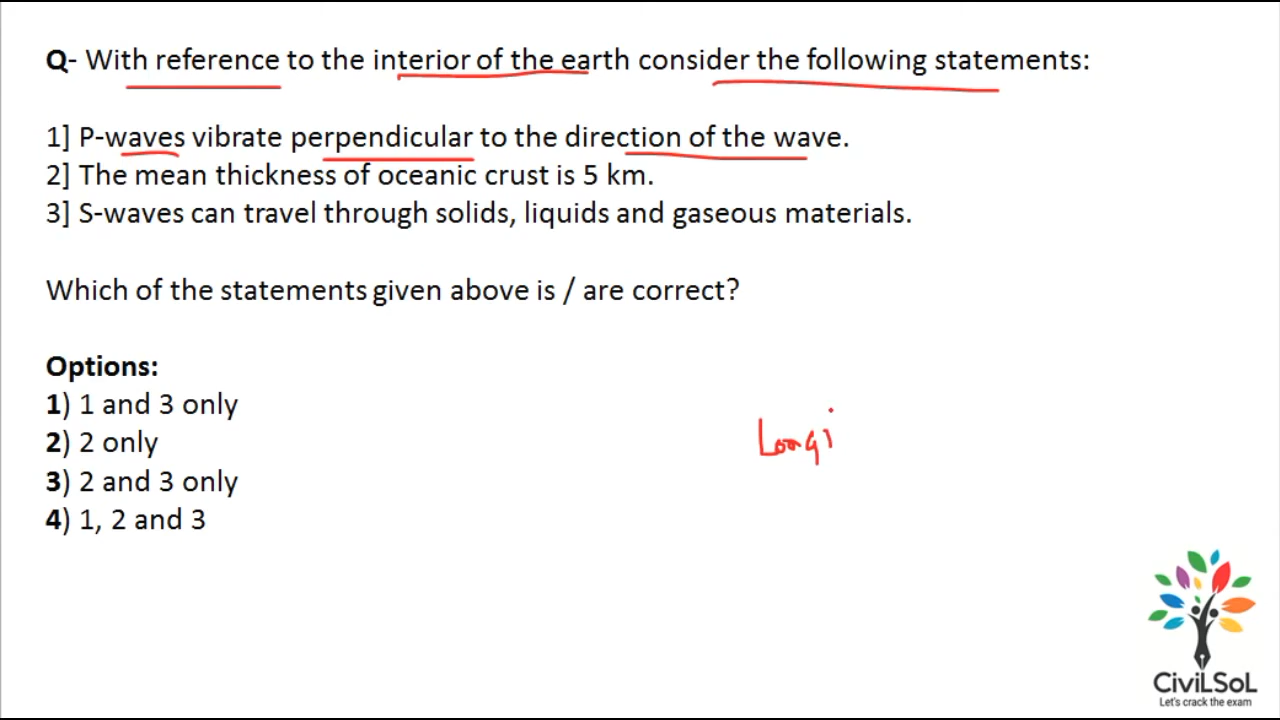 Q- With reference to the interior of the earth consider the following statements:
1] P-waves vibrate perpendicular to the direction of the wave.
2] The mean thickness of oceanic crust is 5 km.
3] S-waves can travel through solids, liquids and gaseous materials.
Which of the statements given above is / are correct?
Options:
1) 1 and 3 only
2) 2 only
Longi
3) 2 and 3 only
4) 1, 2 and 3
CiviLSoL
Let's crack the exam